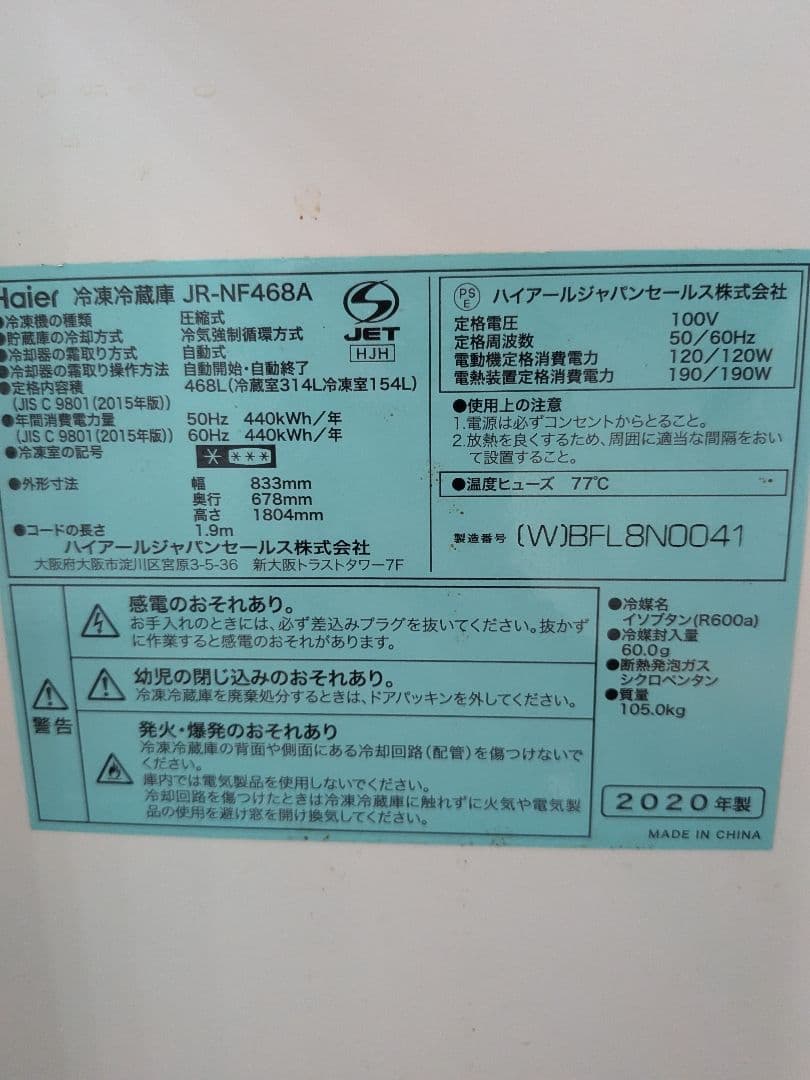 Haier 冷凍冷蔵庫 JR-NF468A
●冷凍機の種類 圧縮式
●貯蔵庫の冷却方式 冷気強制循環方式
●冷却器の霜取り方式 自動式
●冷却器の霜取り操作方法 自動開始・自動終了
●定格内容積 468L(冷蔵室314L冷凍室154L)
(JIS C 9801(2015年版))
●年間消費電力量 50Hz 440kWh/年
(JIS C 9801(2015年版)) 60Hz 440kWh/年
●冷凍室の記号
●外形寸法 幅 833mm
奥行 678mm
高さ 1804mm
●コードの長さ 1.9m
ハイアールジャパンセールス株式会社
大阪府大阪市淀川区宮原3-5-36 新大阪トラストタワー7F
JET
HJH
PSE ハイアールジャパンセールス株式会社
定格電圧 100V
定格周波数 50/60Hz
電動機定格消費電力 120/120W
電熱装置定格消費電力 190/190W
●使用上の注意
1.電源は必ずコンセントからとること。
2.放熱を良くするため、周囲に適当な間隔をおい
て設置すること。
●温度ヒューズ 77℃
製造番号 (W)BFL8N0041
警告
感電のおそれあり。
お手入れのときには、必ず差込みプラグを抜いてください。抜かず
に作業すると感電のおそれがあります。
幼児の閉じ込みのおそれあり。
冷凍冷蔵庫を廃棄処分するときは、ドアパッキンを外してください。
発火・爆発のおそれあり
冷凍冷蔵庫の背面や側面にある冷却回路(配管)を傷つけないで
ください。
庫内では電気製品を使用しないでください。
冷却回路を傷つけたときは冷凍冷蔵庫に触れずに火気や電気製
品の使用を避け窓を開け換気してください。
●冷媒名
イソブタン(R600a)
●冷媒封入量
60.0g
●断熱発泡ガス
シクロペンタン
●質量
105.0kg
2020年製
MADE IN CHINA